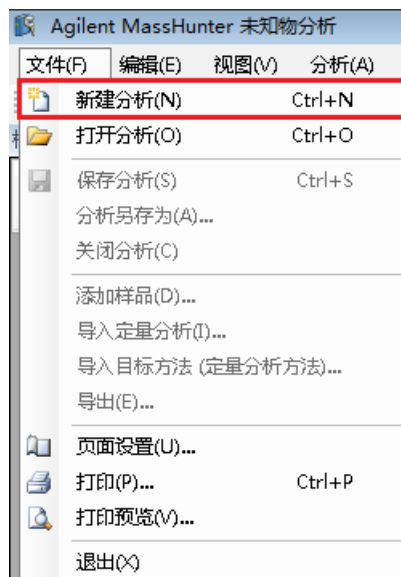 Agilent MassHunter 未知物分析
文件(F) 编辑(E) 视图(V) 分析(A)
新建分析(N) Ctrl+N
打开分析(O) Ctrl+O
保存分析(S) Ctrl+S
分析另存为(A)...
关闭分析(C)
添加样品(D)...
导入定量分析(I)...
导入目标方法 (定量分析方法)...
导出(E)...
页面设置(U)...
打印(P)... Ctrl+P
打印预览(V)...
退出(X)